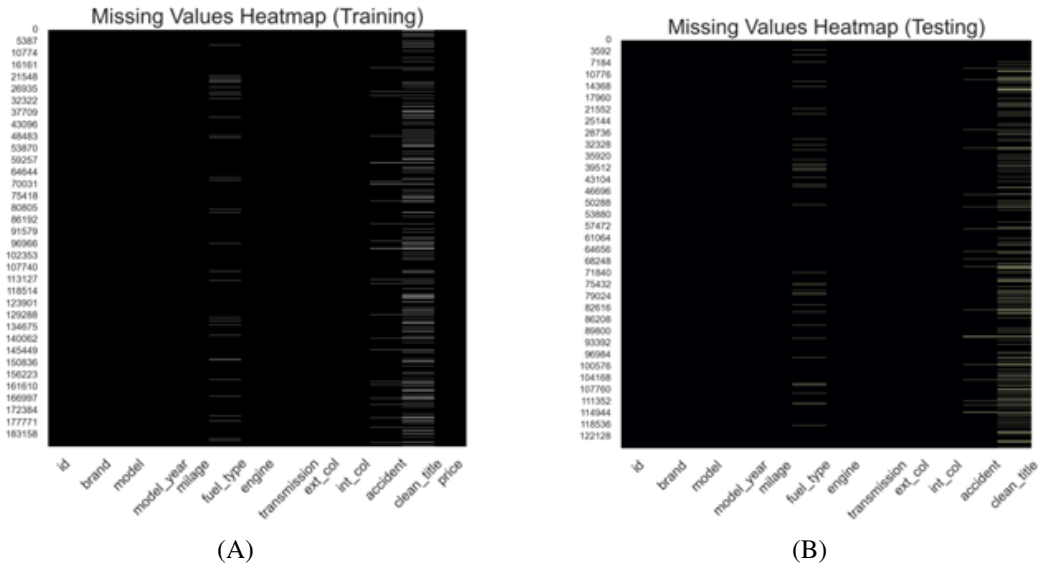 Missing Values Heatmap (Training)
0
5387
10774
16161
21548
26935
32322
37709
43096
48483
53870
59257
64644
70031
75418
80805
86192
91579
96966
102353
107740
113127
118514
123901
129288
134675
140062
145449
150836
156223
161610
166997
172384
177771
183158
id
brand
model
model_year
milage
fuel_type
engine
transmission
ext_col
int_col
accident
clean_title
price
(A)
Missing Values Heatmap (Testing)
0
3592
7184
10776
14368
17960
21552
25144
28736
32328
35920
39512
43104
46696
50288
53880
57472
61064
64656
68248
71840
75432
79024
82616
86208
89800
93392
96984
100576
104168
107760
111352
114944
118536
122128
id
brand
model
model_year
milage
fuel_type
engine
transmission
ext_col
int_col
accident
clean_title
(B)